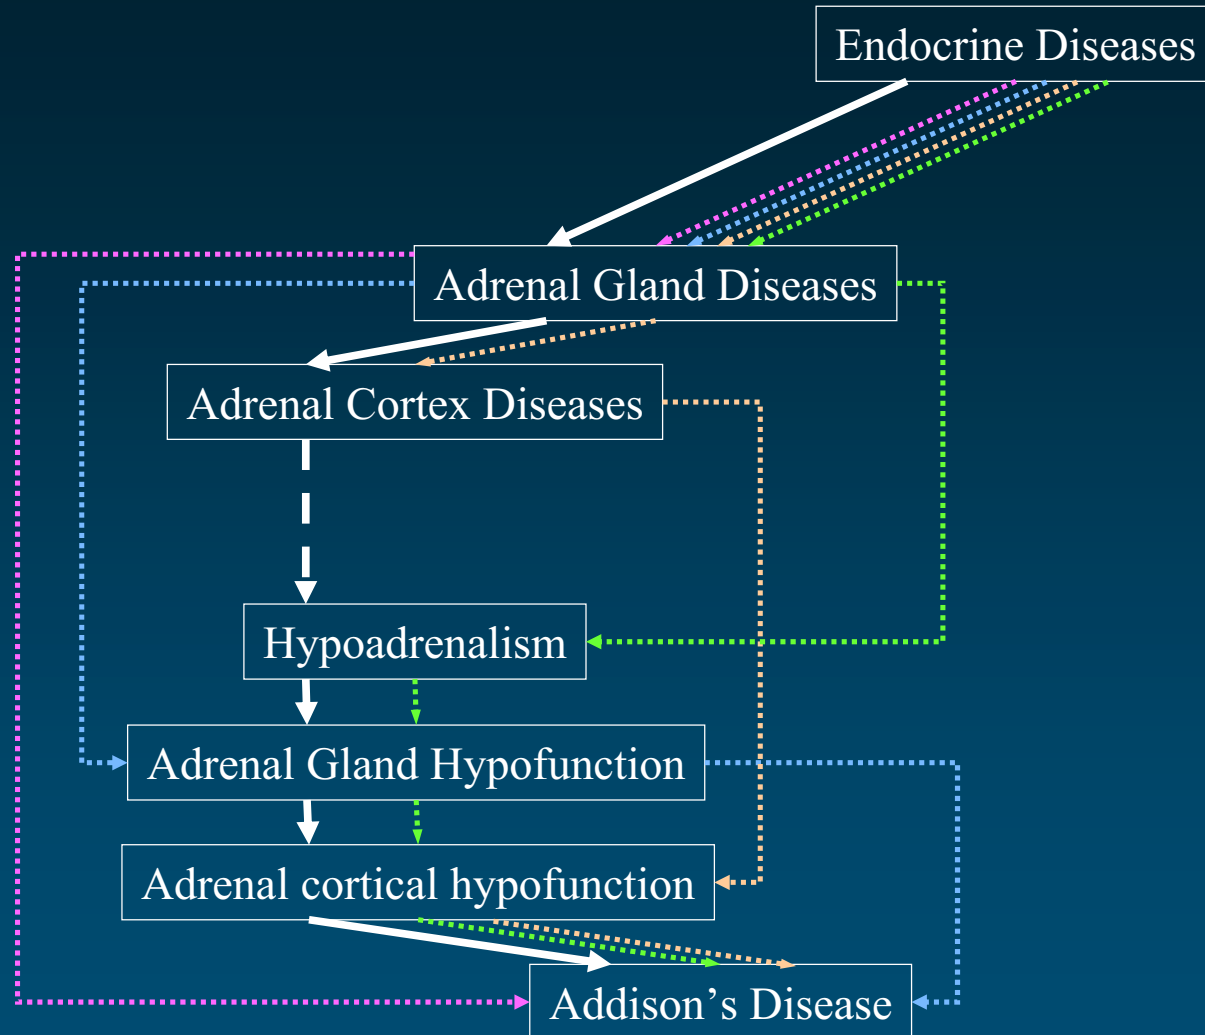 Endocrine Diseases
Adrenal Gland Diseases
Adrenal Cortex Diseases
Hypoadrenalism
Adrenal Gland Hypofunction
Adrenal cortical hypofunction
Addison’s Disease